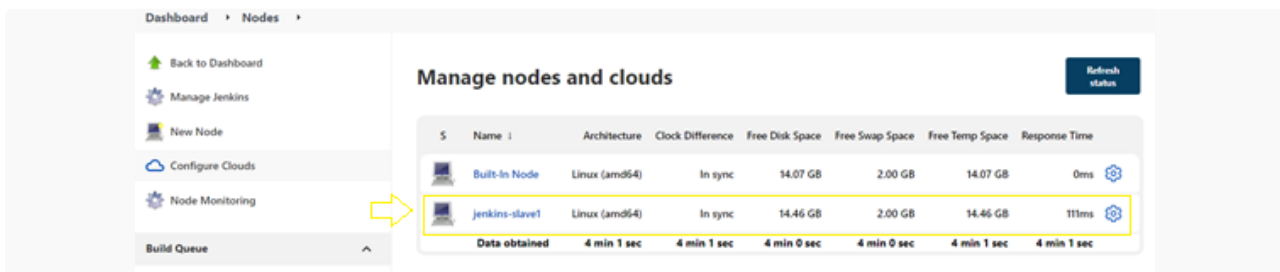 Dashboard Nodes
Back to Dashboard
Manage Jenkins
New Node
Configure Clouds
Node Monitoring
Build Queue
Manage nodes and clouds
Refresh
status
S Name ↓ Architecture Clock Difference Free Disk Space Free Swap Space Free Temp Space Response Time
Built-In Node Linux (amd64) In sync 14.07 GB 2.00 GB 14.07 GB 0ms
jenkins-slave1 Linux (amd64) In sync 14.46 GB 2.00 GB 14.46 GB 111ms
Data obtained 4 min 1 sec 4 min 1 sec 4 min 0 sec 4 min 0 sec 4 min 1 sec 4 min 1 sec